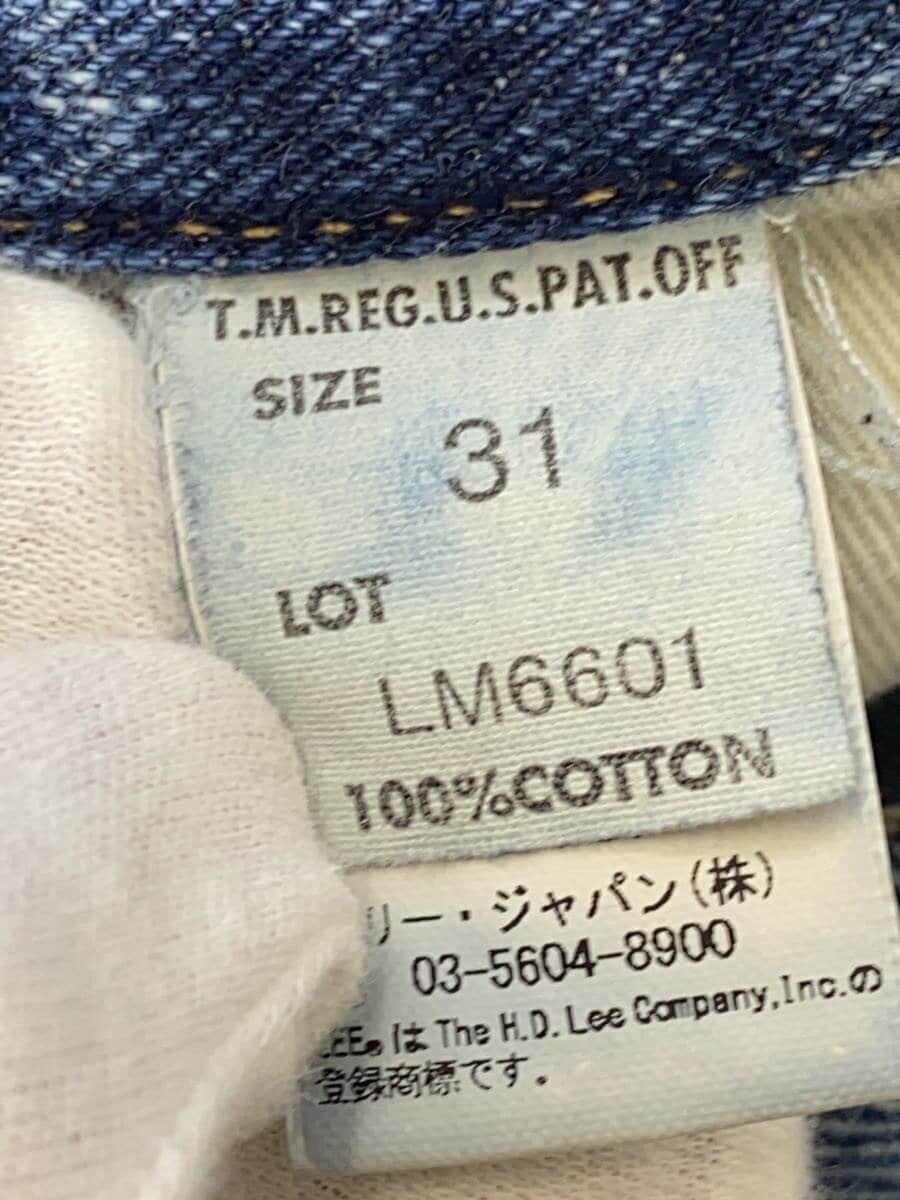 T.M.REG.U.S.PAT.OFF
SIZE
31
LOT
LM6601
100%COTTON
リー・ジャパン(株)
03-5604-8900
LEE®は The H.D. Lee Company,Inc.の
登録商標です。